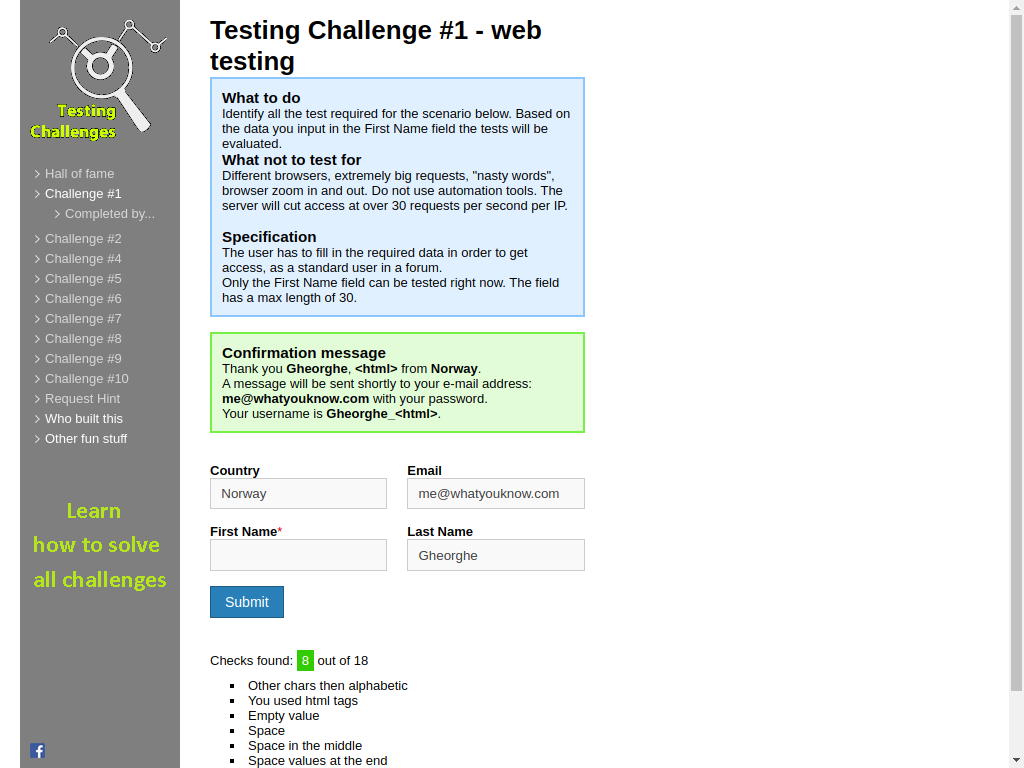 Testing
Challenges
Hall of fame
Challenge #1
Completed by...
Challenge #2
Challenge #4
Challenge #5
Challenge #6
Challenge #7
Challenge #8
Challenge #9
Challenge #10
Request Hint
Who built this
Other fun stuff
Learn
how to solve
all challenges
Testing Challenge #1 - web
testing
What to do
Identify all the test required for the scenario below. Based on
the data you input in the First Name field the tests will be
evaluated.
What not to test for
Different browsers, extremely big requests, "nasty words",
browser zoom in and out. Do not use automation tools. The
server will cut access at over 30 requests per second per IP.
Specification
The user has to fill in the required data in order to get
access, as a standard user in a forum.
Only the First Name field can be tested right now. The field
has a max length of 30.
Confirmation message
Thank you Gheorghe, <html> from Norway.
A message will be sent shortly to your e-mail address:
me@whatyouknow.com with your password.
Your username is Gheorghe_<html>.
Country Email
Norway me@whatyouknow.com
First Name* Last Name
Gheorghe
Submit
Checks found: 8 out of 18
Other chars then alphabetic
You used html tags
Empty value
Space
Space in the middle
Space values at the end